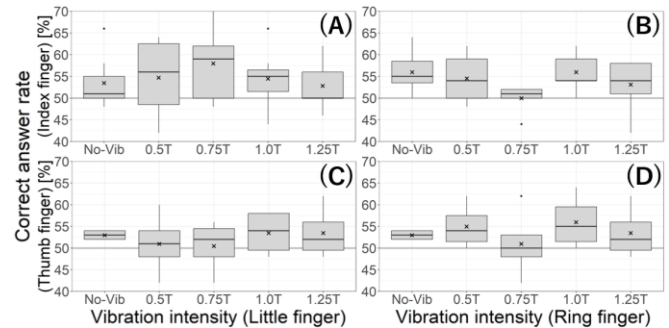 Correct answer rate
(Index finger) [%]
(Thumb finger) [%]
70
65
60
55
50
45
40
(A)
No-Vib 0.5T 0.75T 1.0T 1.25T
70
65
60
55
50
45
40
(B)
No-Vib 0.5T 0.75T 1.0T 1.25T
70
65
60
55
50
45
40
(C)
No-Vib 0.5T 0.75T 1.0T 1.25T
Vibration intensity (Little finger)
70
65
60
55
50
45
40
(D)
No-Vib 0.5T 0.75T 1.0T 1.25T
Vibration intensity (Ring finger)